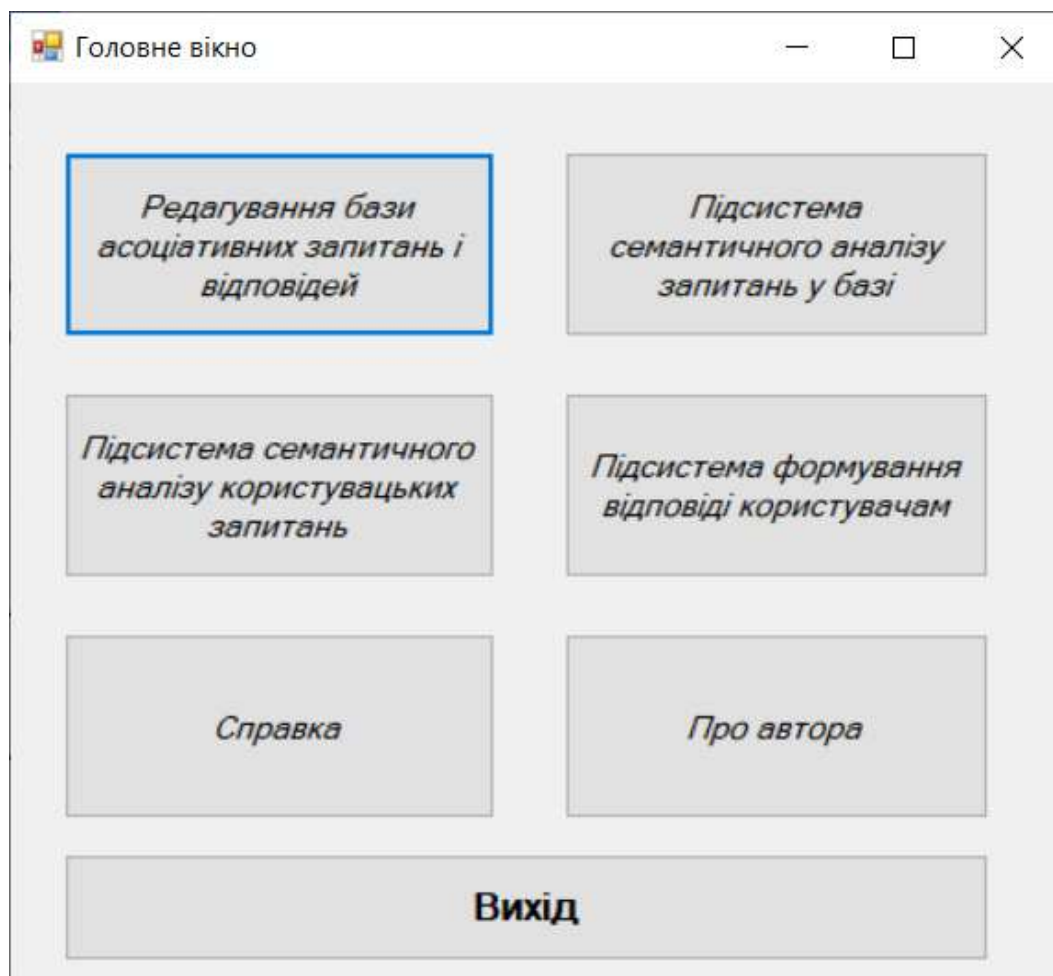 Головне вікно
Редагування бази
асоціативних запитань і
відповідей
Підсистема
семантичного аналізу
запитань у базі
Підсистема семантичного
аналізу користувацьких
запитань
Підсистема формування
відповіді користувачам
Справка
Про автора
Вихід